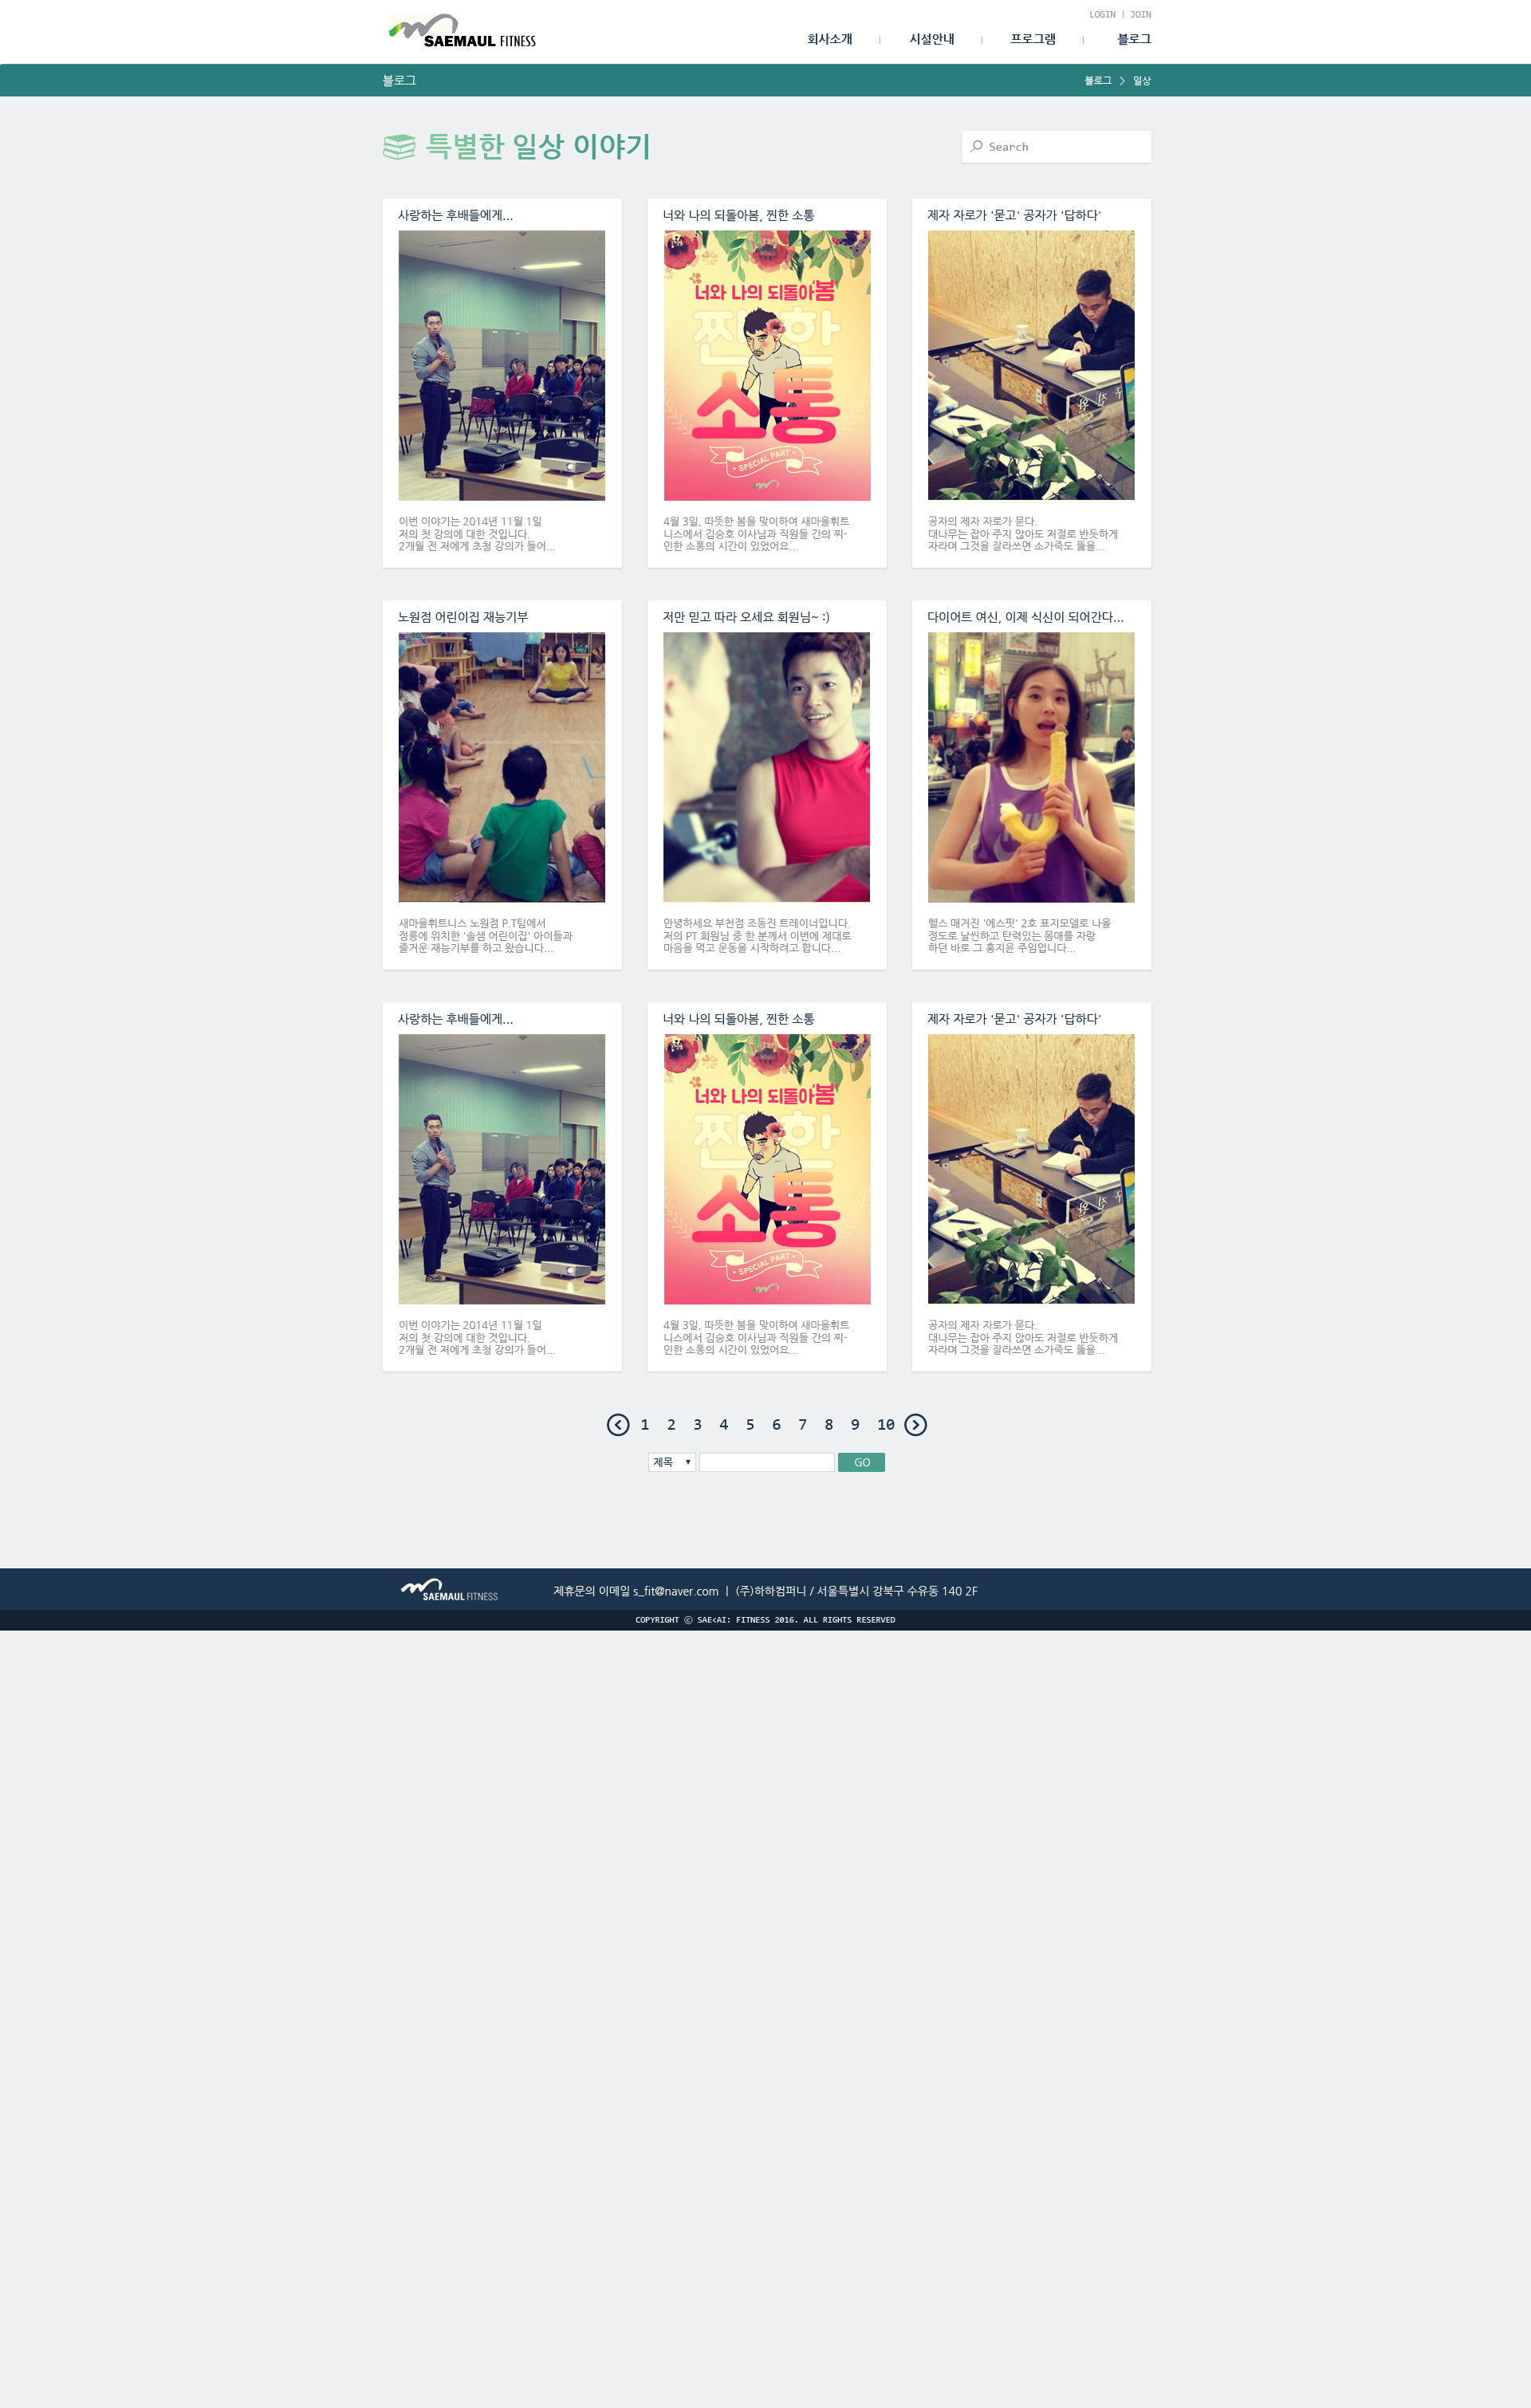 LOGIN | JOIN
SAEMAUL FITNESS
회사소개 | 시설안내 | 프로그램 | 블로그
블로그
블로그 > 일상
특별한 일상 이야기
Search
사랑하는 후배들에게...
이번 이야기는 2014년 11월 1일
저의 첫 강의에 대한 것입니다.
2개월 전 저에게 초청 강의가 들어...
너와 나의 되돌아봄, 찐한 소통
너와 나의 되돌아봄
찐한
소통
SPECIAL PART
4월 3일, 따뜻한 봄을 맞이하여 새마을휘트
니스에서 김승호 이사님과 직원들 간의 찌-
인한 소통의 시간이 있었어요...
제자 자로가 '묻고' 공자가 '답하다'
공자의 제자 자로가 묻다.
대나무는 잡아 주지 않아도 저절로 반듯하게
자라며 그것을 잘라쓰면 소가죽도 뚫을...
노원점 어린이집 재능기부
새마을휘트니스 노원점 P.T팀에서
정릉에 위치한 '솔샘 어린이집' 아이들과
즐거운 재능기부를 하고 왔습니다...
저만 믿고 따라 오세요 회원님~ :)
안녕하세요 부천점 조동진 트레이너입니다.
저의 PT 회원님 중 한 분께서 이번에 제대로
마음을 먹고 운동을 시작하려고 합니다...
다이어트 여신, 이제 식신이 되어간다...
헬스 매거진 '에스핏' 2호 표지모델로 나올
정도로 날씬하고 탄력있는 몸매를 자랑
하던 바로 그 홍지윤 주임입니다...
사랑하는 후배들에게...
이번 이야기는 2014년 11월 1일
저의 첫 강의에 대한 것입니다.
2개월 전 저에게 초청 강의가 들어...
너와 나의 되돌아봄, 찐한 소통
너와 나의 되돌아봄
찐한
소통
SPECIAL PART
4월 3일, 따뜻한 봄을 맞이하여 새마을휘트
니스에서 김승호 이사님과 직원들 간의 찌-
인한 소통의 시간이 있었어요...
제자 자로가 '묻고' 공자가 '답하다'
공자의 제자 자로가 묻다.
대나무는 잡아 주지 않아도 저절로 반듯하게
자라며 그것을 잘라쓰면 소가죽도 뚫을...
1 2 3 4 5 6 7 8 9 10
제목 ▼ GO
SAEMAUL FITNESS
제휴문의 이메일 s_fit@naver.com | (주)하하컴퍼니 / 서울특별시 강북구 수유동 140 2F
COPYRIGHT ⓒ SAE<AI: FITNESS 2016. ALL RIGHTS RESERVED